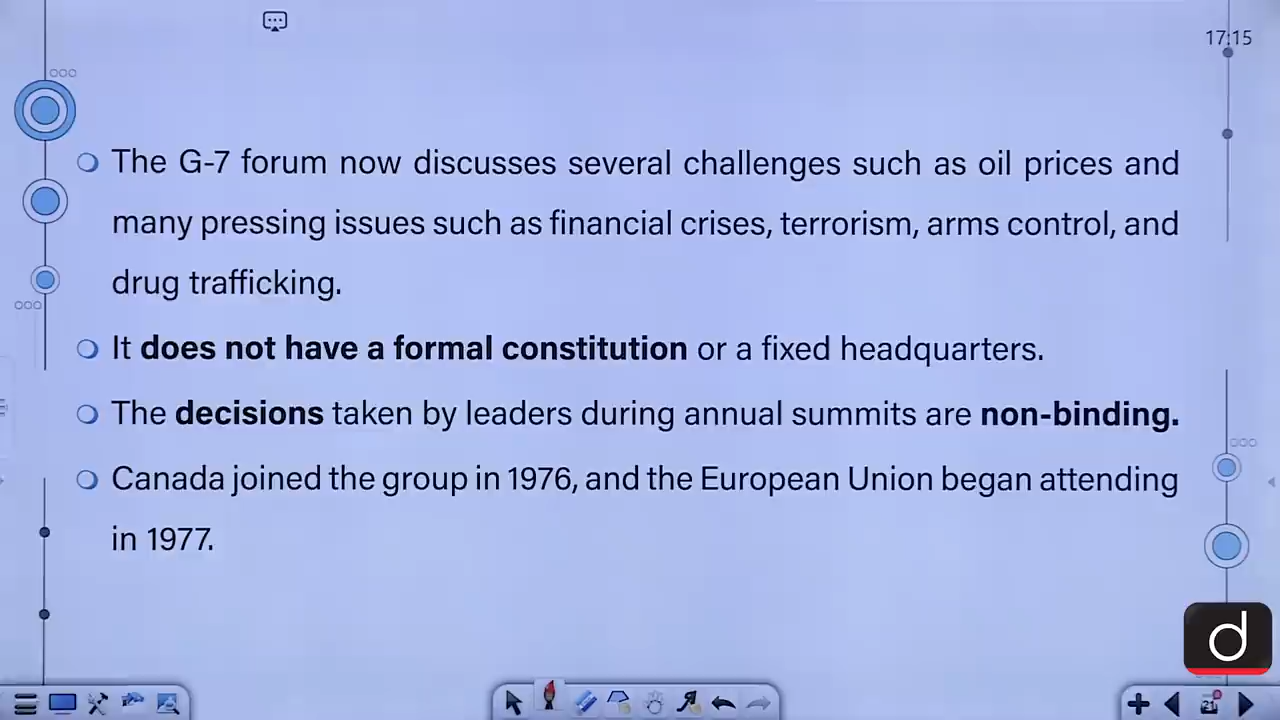 17:15
The G-7 forum now discusses several challenges such as oil prices and
many pressing issues such as financial crises, terrorism, arms control, and
drug trafficking.
It does not have a formal constitution or a fixed headquarters.
The decisions taken by leaders during annual summits are non-binding.
Canada joined the group in 1976, and the European Union began attending
in 1977.
d
21